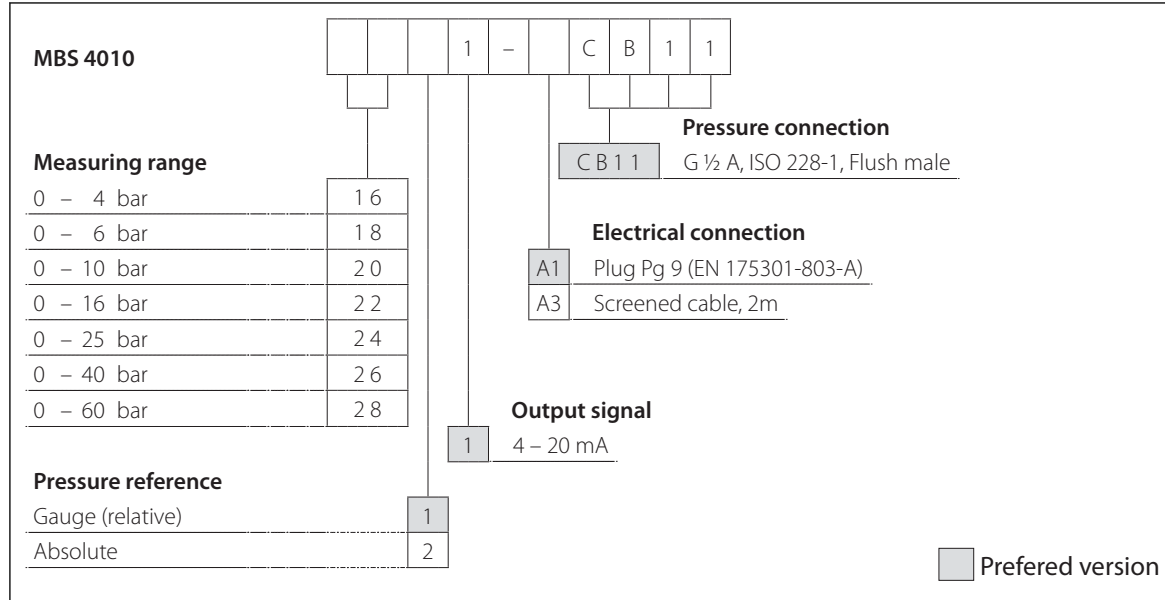 MBS 4010
1 – C B 1 1
Pressure connection
C B 1 1 G ½ A, ISO 228-1, Flush male
Measuring range
0 – 4 bar 1 6
0 – 6 bar 1 8
0 – 10 bar 2 0
0 – 16 bar 2 2
0 – 25 bar 2 4
0 – 40 bar 2 6
0 – 60 bar 2 8
Electrical connection
A1 Plug Pg 9 (EN 175301-803-A)
A3 Screened cable, 2m
Output signal
1 4 – 20 mA
Pressure reference
Gauge (relative) 1
Absolute 2
Prefered version